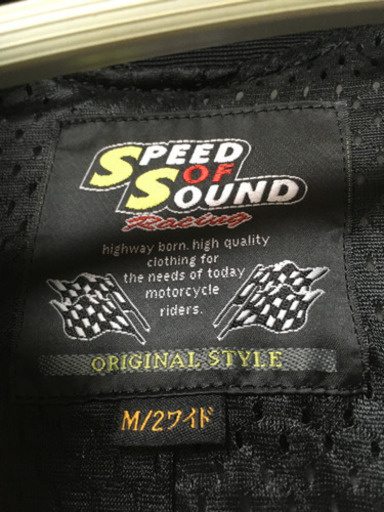 SPEED
OF
SOUND
Racing
highway born. high quality
clothing for
the needs of today
motorcycle
riders.
ORIGINAL STYLE
M/2ワイド